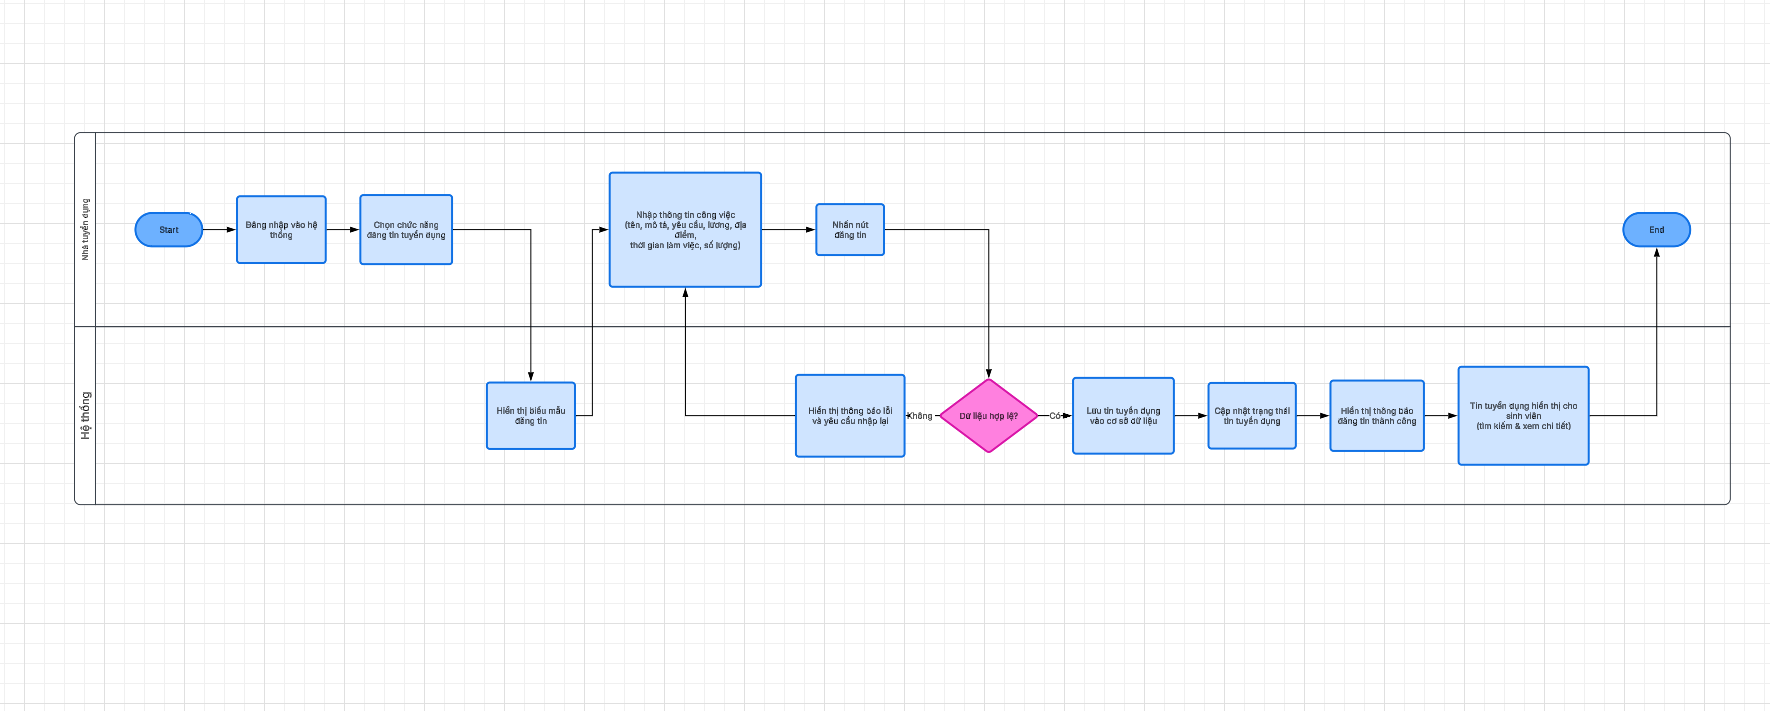 Nhà tuyển dụng
Start
Đăng nhập vào hệ
thống
Chọn chức năng
đăng tin tuyển dụng
Nhập thông tin công việc
(tên, mô tả, yêu cầu, lương, địa
điểm,
thời gian làm việc, số lượng)
Nhấn nút
đăng tin
End
Hệ thống
Hiển thị biểu mẫu
đăng tin
Hiển thị thông báo lỗi
và yêu cầu nhập lại
Không
Dữ liệu hợp lệ?
Có
Lưu tin tuyển dụng
vào cơ sở dữ liệu
Cập nhật trạng thái
tin tuyển dụng
Hiển thị thông báo
đăng tin thành công
Tin tuyển dụng hiển thị cho
sinh viên
(tìm kiếm & xem chi tiết)